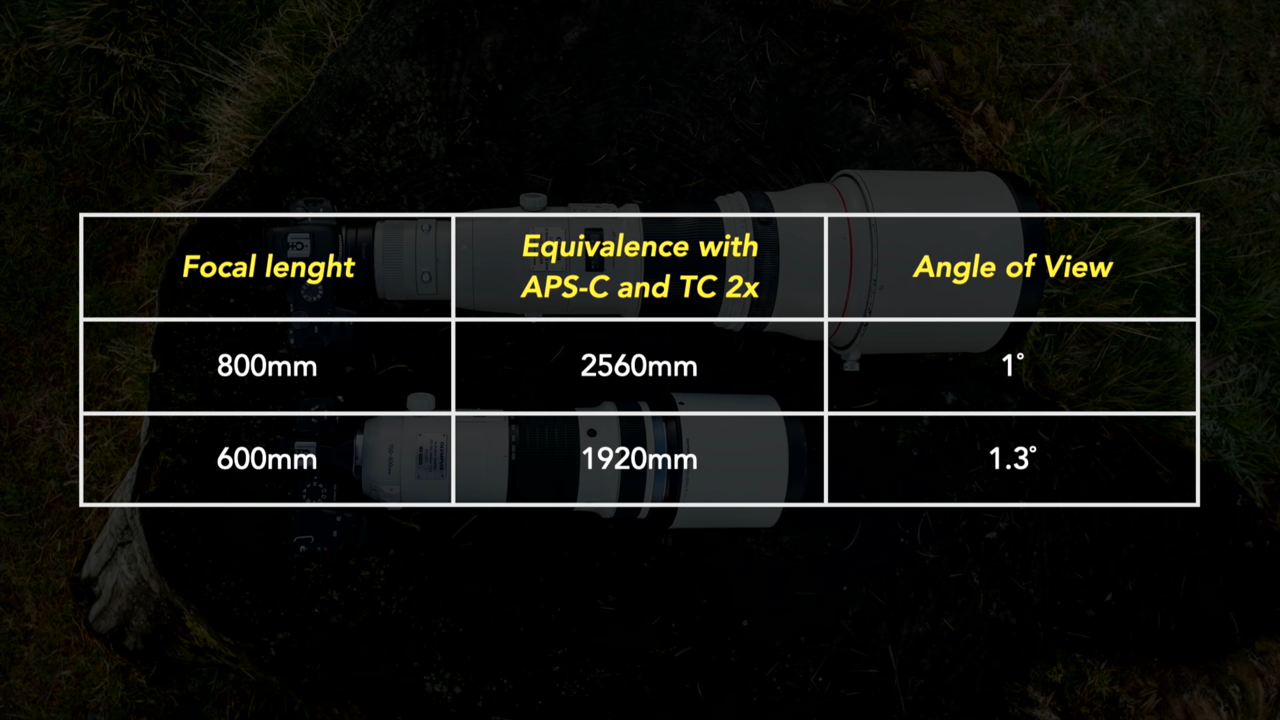 Focal lenght
Equivalence with
APS-C and TC 2x
Angle of View
800mm
2560mm
1°
600mm
1920mm
1.3°